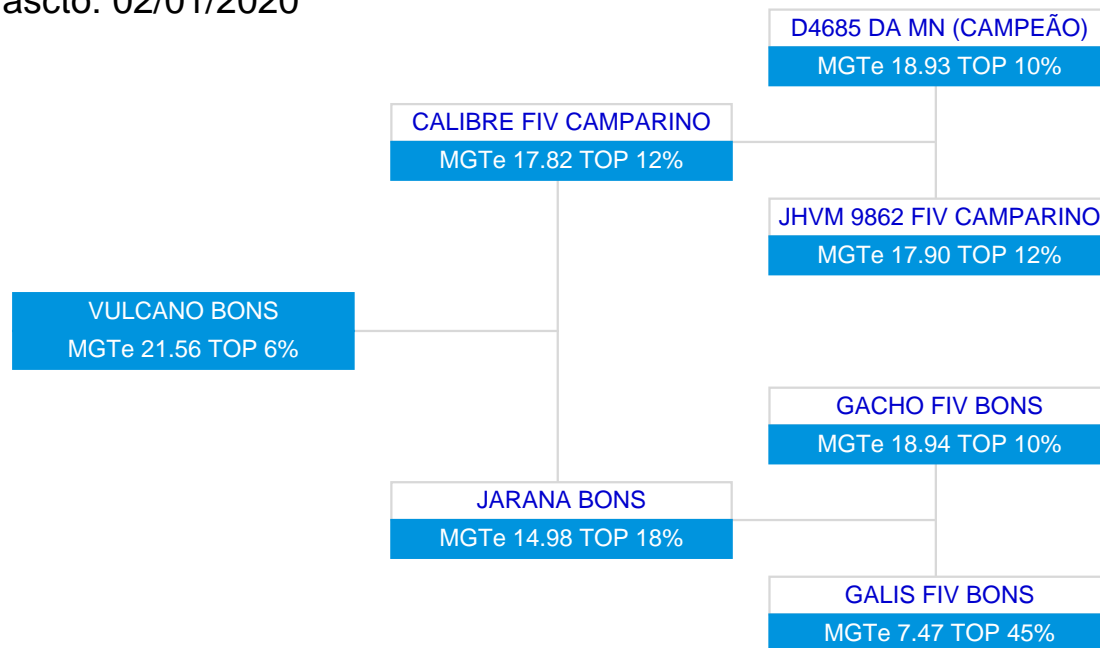 ascto: 02/01/2020
D4685 DA MN (CAMPEÃO)
MGTe 18.93 TOP 10%
CALIBRE FIV CAMPARINO
MGTe 17.82 TOP 12%
JHVM 9862 FIV CAMPARINO
MGTe 17.90 TOP 12%
VULCANO BONS
MGTe 21.56 TOP 6%
GACHO FIV BONS
MGTe 18.94 TOP 10%
JARANA BONS
MGTe 14.98 TOP 18%
GALIS FIV BONS
MGTe 7.47 TOP 45%